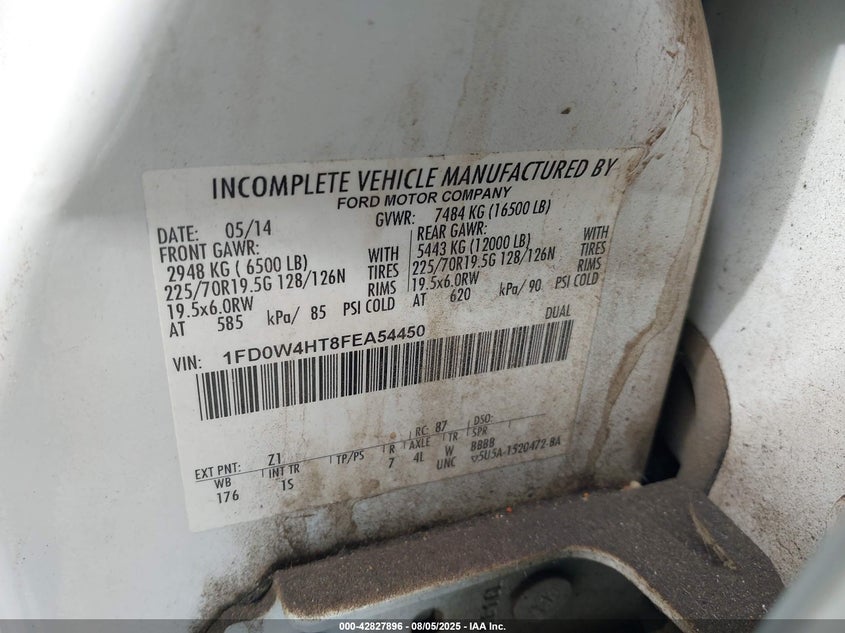 INCOMPLETE VEHICLE MANUFACTURED BY
FORD MOTOR COMPANY
DATE: 05/14 GVWR: 7484 KG (16500 LB)
FRONT GAWR: REAR GAWR:
2948 KG ( 6500 LB) WITH 5443 KG (12000 LB) WITH
225/70R19.5G 128/126N TIRES 225/70R19.5G 128/126N TIRES
19.5x6.0RW RIMS 19.5x6.0RW RIMS
AT 585 kPa/ 85 PSI COLD AT 620 kPa/ 90 PSI COLD
DUAL
VIN: 1FD0W4HT8FEA54450
EXT PNT: Z1 RC: 87 DSO:
WB INT TR TP/PS R AXLE TR SPR
176 1S 7 4L W BBBB
UNC 5U5A-1520472-BA
000-42827896 - 08/05/2025 - IAA Inc.